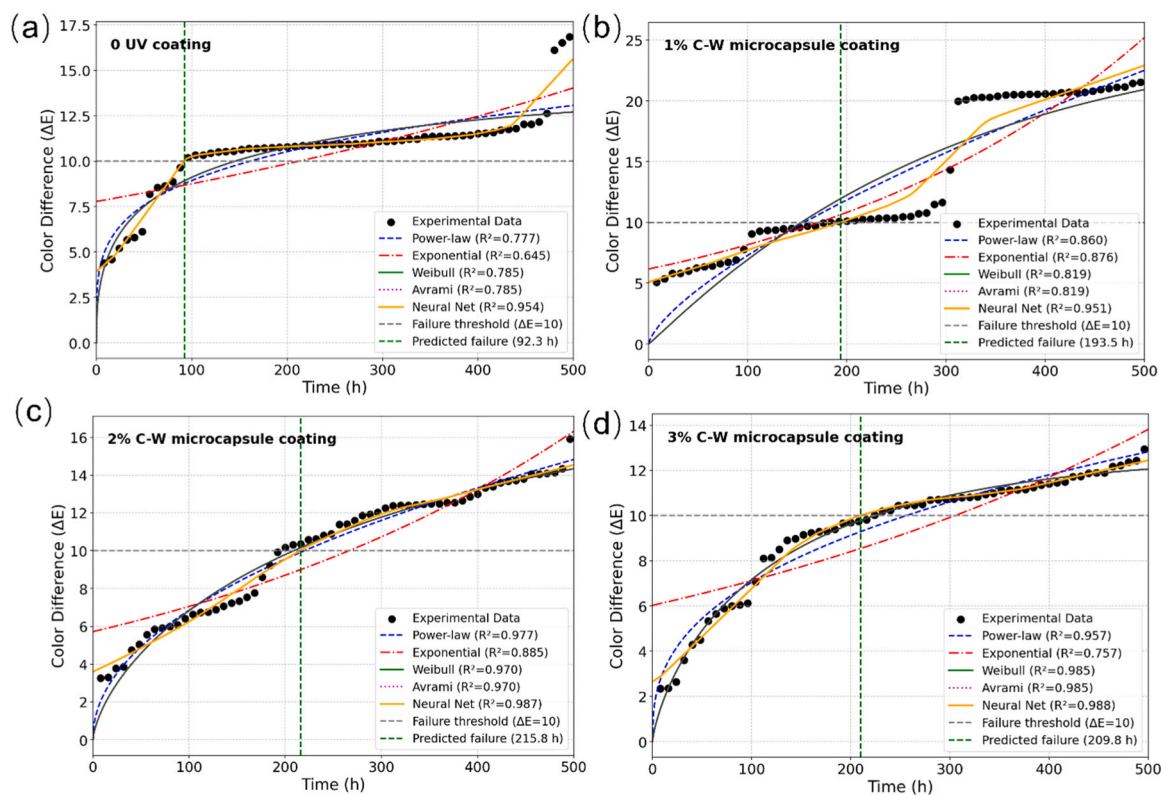 (a)
0 UV coating
Color Difference (ΔE)
17.5
15.0
12.5
10.0
7.5
5.0
2.5
0.0
Experimental Data
Power-law (R²=0.777)
Exponential (R²=0.645)
Weibull (R²=0.785)
Avrami (R²=0.785)
Neural Net (R²=0.954)
Failure threshold (ΔE=10)
Predicted failure (92.3 h)
0 100 200 300 400 500
Time (h)
(b)
1% C-W microcapsule coating
Color Difference (ΔE)
25
20
15
10
5
0
Experimental Data
Power-law (R²=0.860)
Exponential (R²=0.876)
Weibull (R²=0.819)
Avrami (R²=0.819)
Neural Net (R²=0.951)
Failure threshold (ΔE=10)
Predicted failure (193.5 h)
0 100 200 300 400 500
Time (h)
(c)
2% C-W microcapsule coating
Color Difference (ΔE)
16
14
12
10
8
6
4
2
0
Experimental Data
Power-law (R²=0.977)
Exponential (R²=0.885)
Weibull (R²=0.970)
Avrami (R²=0.970)
Neural Net (R²=0.987)
Failure threshold (ΔE=10)
Predicted failure (215.8 h)
0 100 200 300 400 500
Time (h)
(d)
3% C-W microcapsule coating
Color Difference (ΔE)
14
12
10
8
6
4
2
0
Experimental Data
Power-law (R²=0.957)
Exponential (R²=0.757)
Weibull (R²=0.985)
Avrami (R²=0.985)
Neural Net (R²=0.988)
Failure threshold (ΔE=10)
Predicted failure (209.8 h)
0 100 200 300 400 500
Time (h)